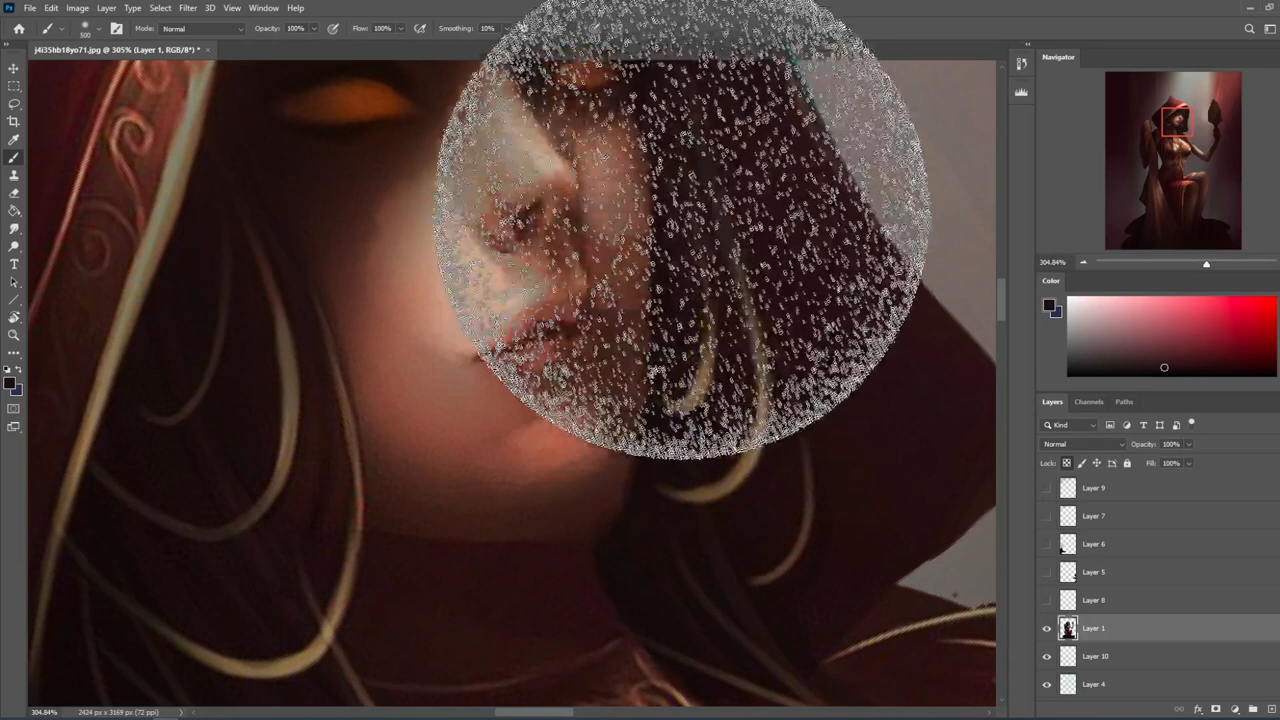 File Edit Image Layer Type Select Filter 3D View Window Help
500 Mode: Normal Opacity: 100% Flow: 100% Smoothing: 10%
j4i35hb18yo71.jpg @ 305% (Layer 1, RGB/8*) *
Navigator
304.84%
Color
Layers Channels Paths
Kind
Normal Opacity: 100%
Lock: Fill: 100%
Layer 9
Layer 7
Layer 6
Layer 5
Layer 8
Layer 1
Layer 10
Layer 4
304.84% 2424 px x 3169 px (72 ppi)